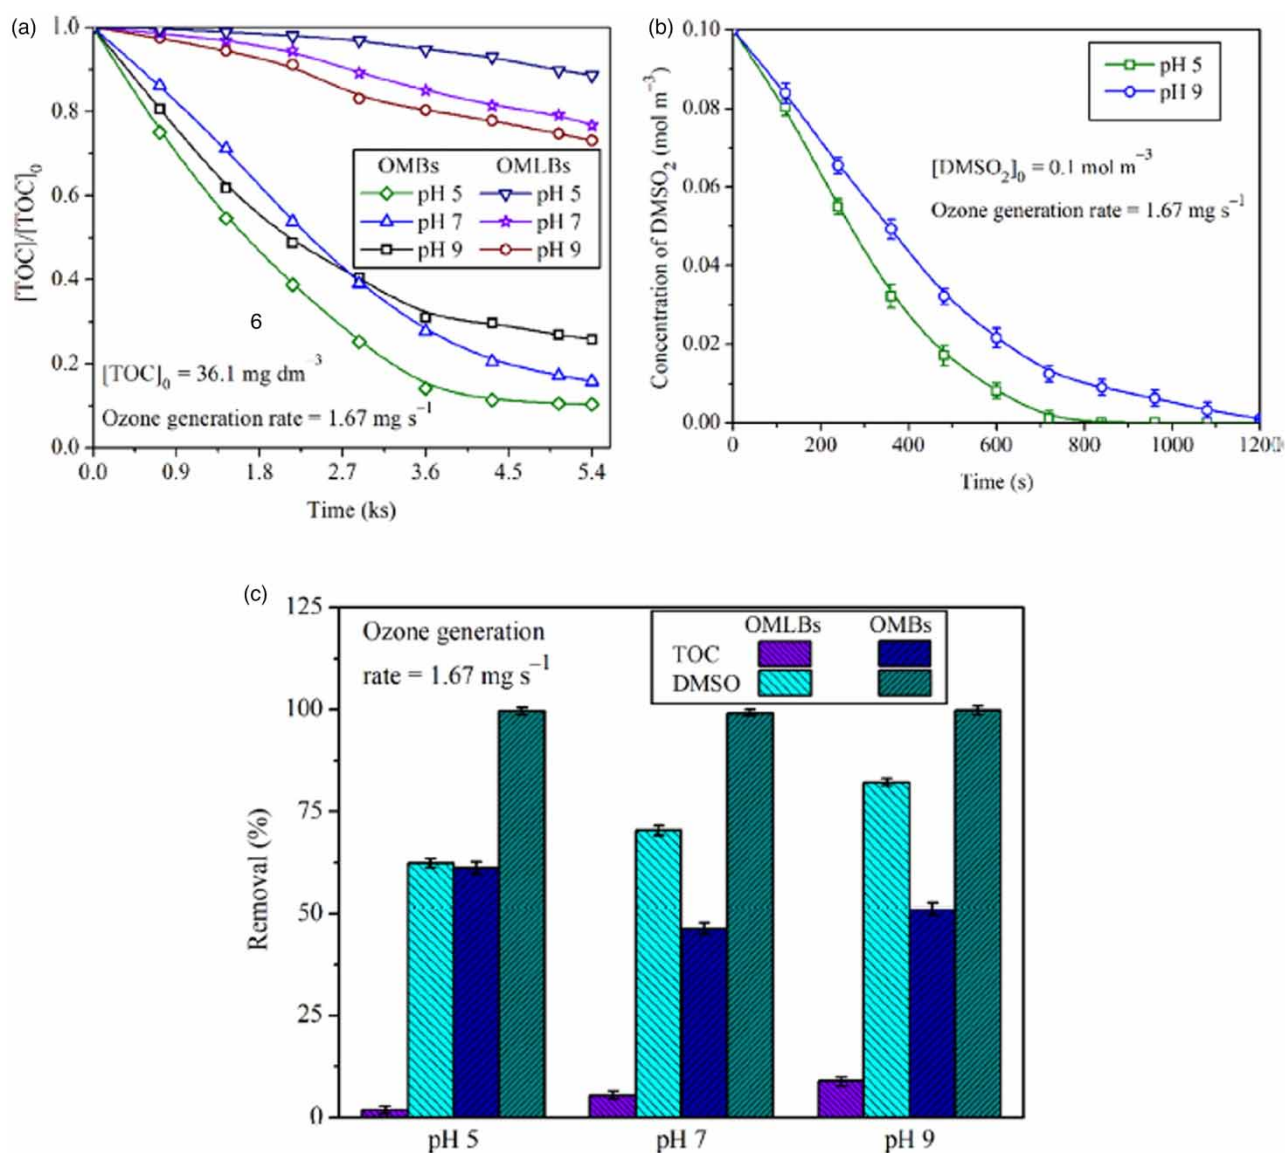 (a)
1.0
0.8
0.6
0.4
0.2
0.0
[TOC]/[TOC]0
OMBs OMLBs
pH 5 pH 5
pH 7 pH 7
pH 9 pH 9
6
[TOC]0 = 36.1 mg dm−3
Ozone generation rate = 1.67 mg s−1
0.0 0.9 1.8 2.7 3.6 4.5 5.4
Time (ks)
(b)
0.10
0.08
0.06
0.04
0.02
0.00
Concentration of DMSO2 (mol m−3)
pH 5
pH 9
[DMSO2]0 = 0.1 mol m−3
Ozone generation rate = 1.67 mg s−1
0 200 400 600 800 1000 1200
Time (s)
(c)
125
100
75
50
25
0
Removal (%)
Ozone generation
rate = 1.67 mg s−1
OMLBs OMBs
TOC
DMSO
pH 5 pH 7 pH 9